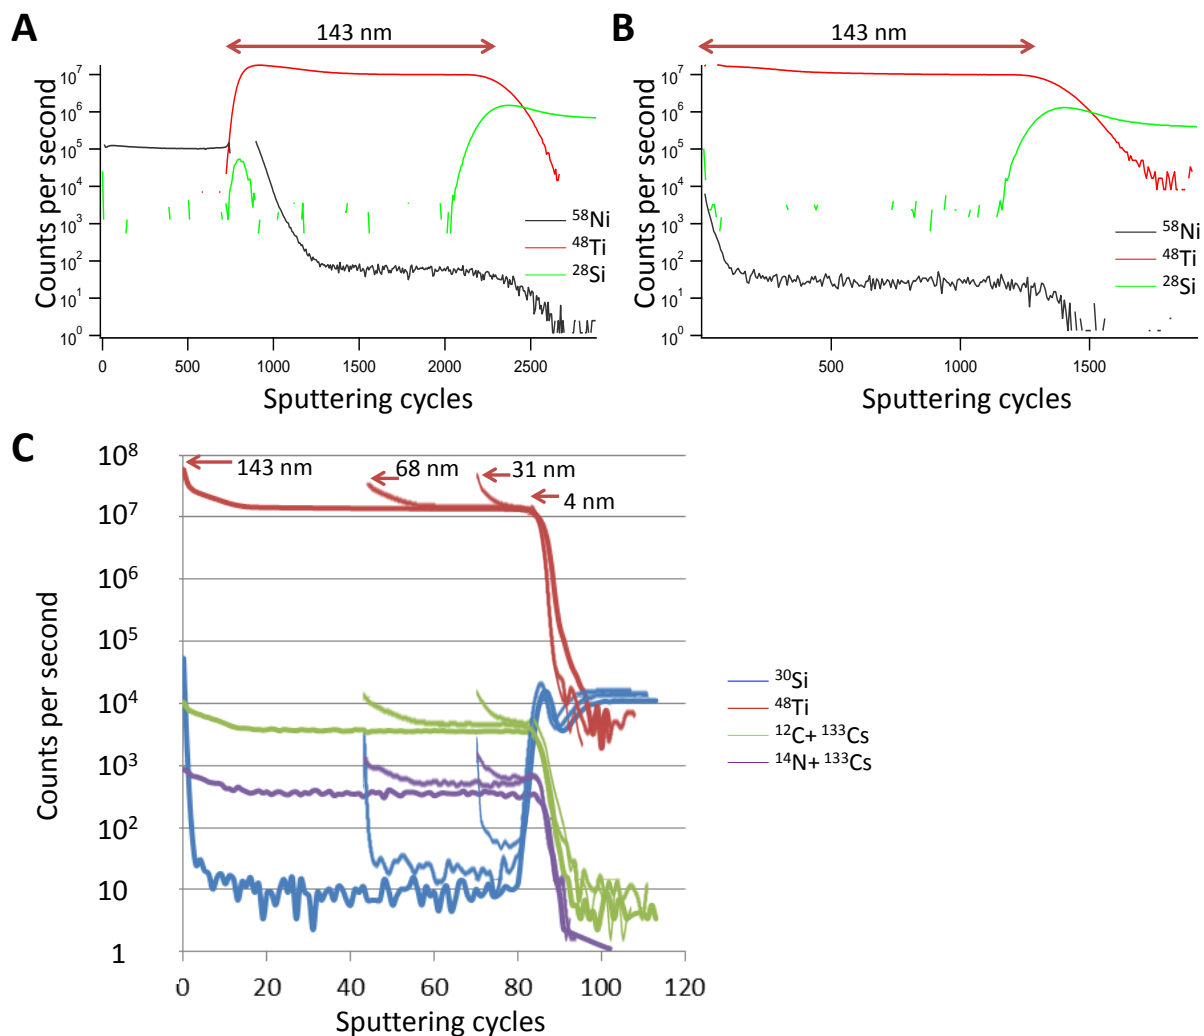 A
143 nm
Counts per second
10⁷
10⁶
10⁵
10⁴
10³
10²
10¹
10⁰
⁵⁸Ni
⁴⁸Ti
²⁸Si
0 500 1000 1500 2000 2500
Sputtering cycles
B
143 nm
Counts per second
10⁷
10⁶
10⁵
10⁴
10³
10²
10¹
10⁰
⁵⁸Ni
⁴⁸Ti
²⁸Si
500 1000 1500
Sputtering cycles
C
143 nm 68 nm 31 nm
4 nm
Counts per second
10⁸
10⁷
10⁶
10⁵
10⁴
10³
10²
10
1
³⁰Si
⁴⁸Ti
¹²C+ ¹³³Cs
¹⁴N+ ¹³³Cs
0 20 40 60 80 100 120
Sputtering cycles